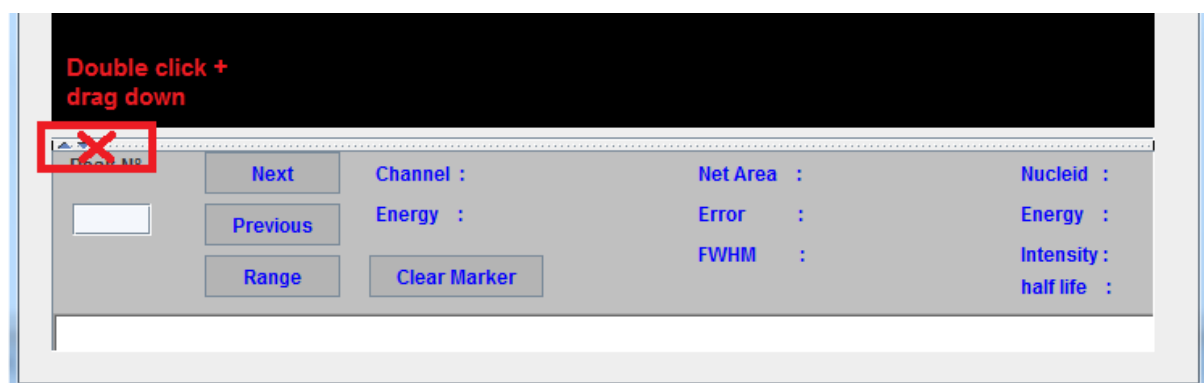 Double click +
drag down
Nº
Next
Channel :
Net Area :
Nucleid :
Previous
Energy :
Error :
Energy :
FWHM :
Intensity :
Range
Clear Marker
half life :